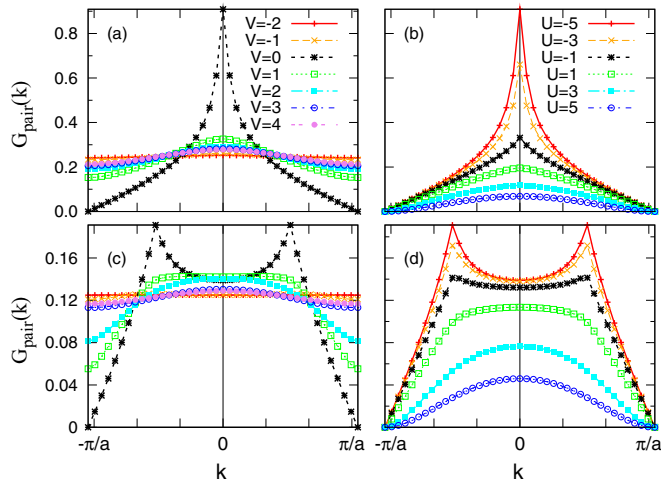 (a)
V=-2
V=-1
V=0
V=1
V=2
V=3
V=4
(b)
U=-5
U=-3
U=-1
U=1
U=3
U=5
G_pair(k)
0.8
0.6
0.4
0.2
0.0
(c)
(d)
G_pair(k)
0.16
0.12
0.08
0.04
0
-π/a
0
π/a
-π/a
0
π/a
k
k